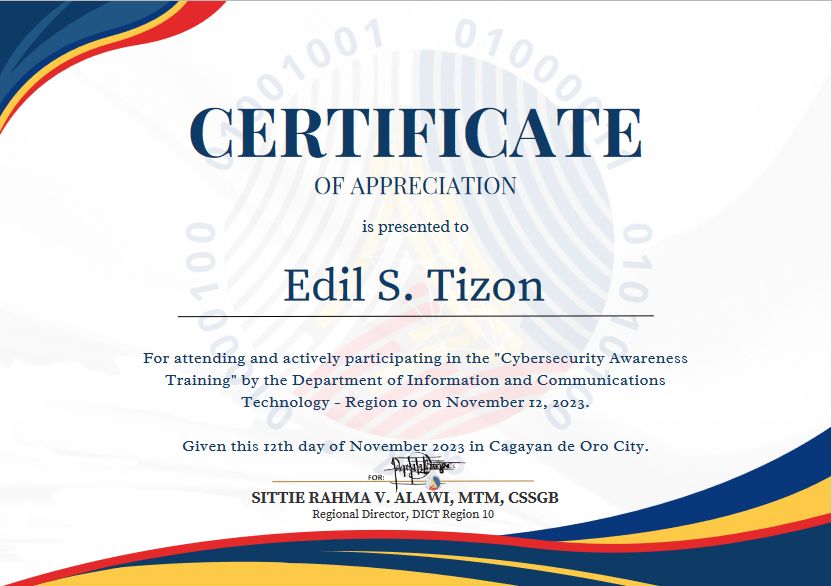 CERTIFICATE
OF APPRECIATION
is presented to
Edil S. Tizon
For attending and actively participating in the "Cybersecurity Awareness
Training" by the Department of Information and Communications
Technology - Region 10 on November 12, 2023.
Given this 12th day of November 2023 in Cagayan de Oro City.
FOR:
SITTIE RAHMA V. ALAWI, MTM, CSSGB
Regional Director, DICT Region 10